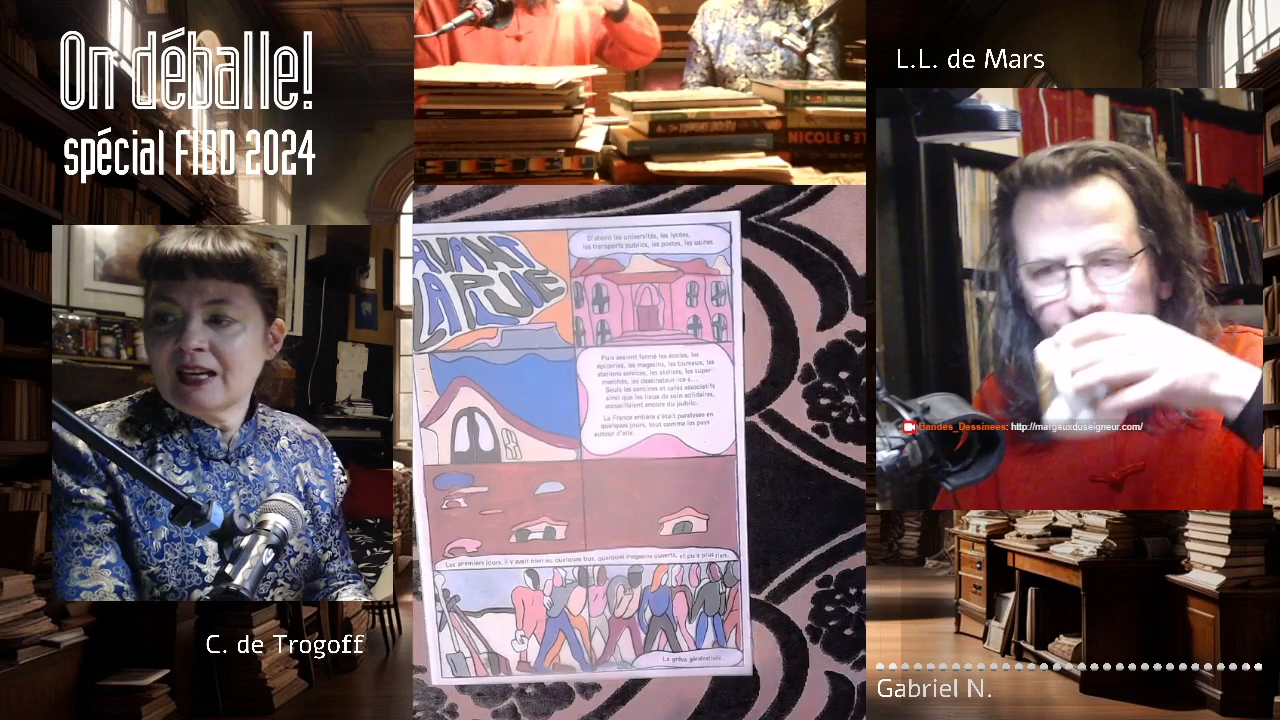 On déballe!
spécial FIBD 2024
C. de Trogoff
NICOLE
AVANT
LA PLUIE
D'abord les universités, les lycées,
les transports publics, les postes, les usines.
Puis avaient fermé les écoles, les
épiceries, les magasins, les bureaux, les
stations services, les ateliers, les super-
marchés, les dessinateur·ice·s...
Seuls les cantines et cafés associatifs
ainsi que les lieux de soin solidaires,
accueillaient encore du public.
La France entière s'était paralysée en
quelques jours, tout comme les pays
autour d'elle.
Les premiers jours, il y avait bien eu quelques bus, quelques magasins ouverts, et puis plus rien.
La grève générale.
L.L. de Mars
Bandes_Dessinees: http://margauxduseigneur.com/
Gabriel N.